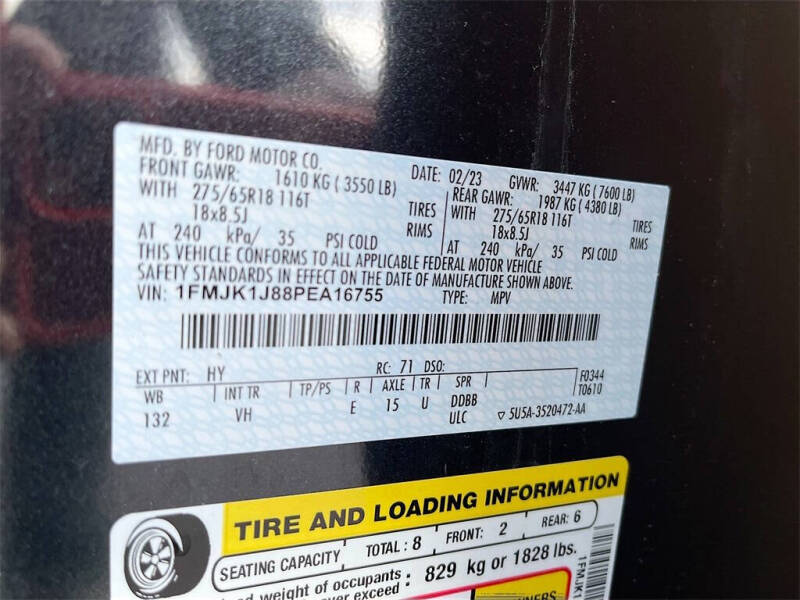 MFD. BY FORD MOTOR CO. DATE: 02/23 GVWR: 3447 KG ( 7600 LB)
FRONT GAWR: 1610 KG ( 3550 LB) REAR GAWR: 1987 KG ( 4380 LB)
WITH 275/65R18 116T TIRES WITH 275/65R18 116T TIRES
18x8.5J RIMS 18x8.5J RIMS
AT 240 kPa/ 35 PSI COLD AT 240 kPa/ 35 PSI COLD
THIS VEHICLE CONFORMS TO ALL APPLICABLE FEDERAL MOTOR VEHICLE
SAFETY STANDARDS IN EFFECT ON THE DATE OF MANUFACTURE SHOWN ABOVE.
VIN: 1FMJK1J88PEA16755 TYPE: MPV
EXT PNT: HY RC: 71 DSO: F0344
WB INT TR TP/PS R AXLE TR SPR T0610
132 VH E 15 U DDBB
ULC ▽ 5U5A-3520472-AA
TIRE AND LOADING INFORMATION
SEATING CAPACITY TOTAL : 8 FRONT: 2 REAR: 6
weight of occupants : 829 kg or 1828 lbs.
exceed :
1FMJK1